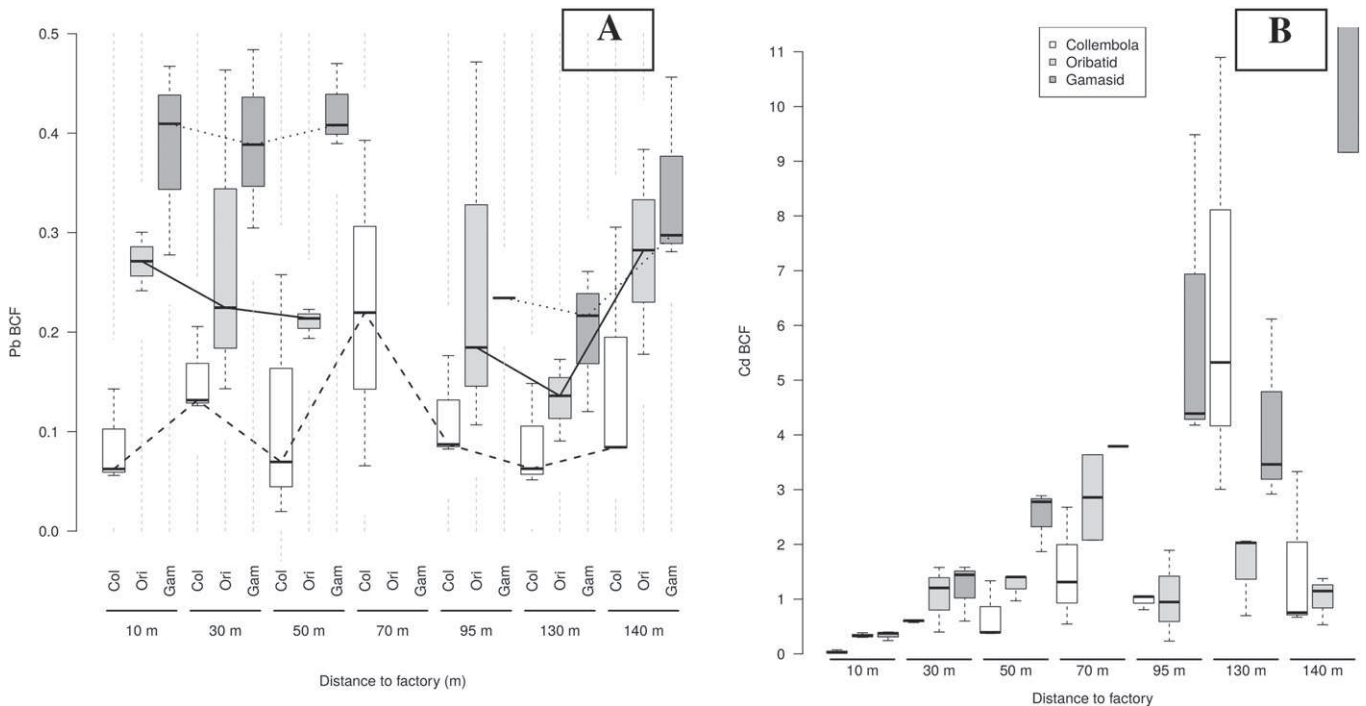 A
0.5
0.4
0.3
0.2
0.1
0.0
Pb BCF
Col Ori Gam Col Ori Gam Col Ori Gam Col Ori Gam Col Ori Gam Col Ori Gam Col Ori Gam
10 m 30 m 50 m 70 m 95 m 130 m 140 m
Distance to factory (m)
B
Collembola
Oribatid
Gamasid
11
10
9
8
7
6
5
4
3
2
1
0
Cd BCF
10 m 30 m 50 m 70 m 95 m 130 m 140 m
Distance to factory